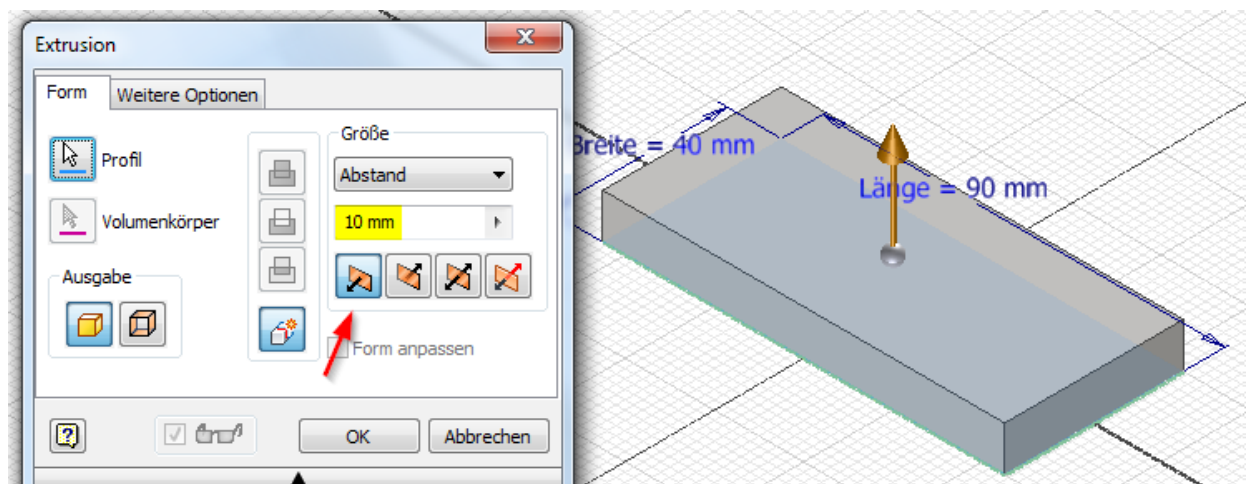 Extrusion
Form
Weitere Optionen
Profil
Volumenkörper
Ausgabe
Größe
Abstand
10 mm
Form anpassen
OK
Abbrechen
Breite = 40 mm
Länge = 90 mm